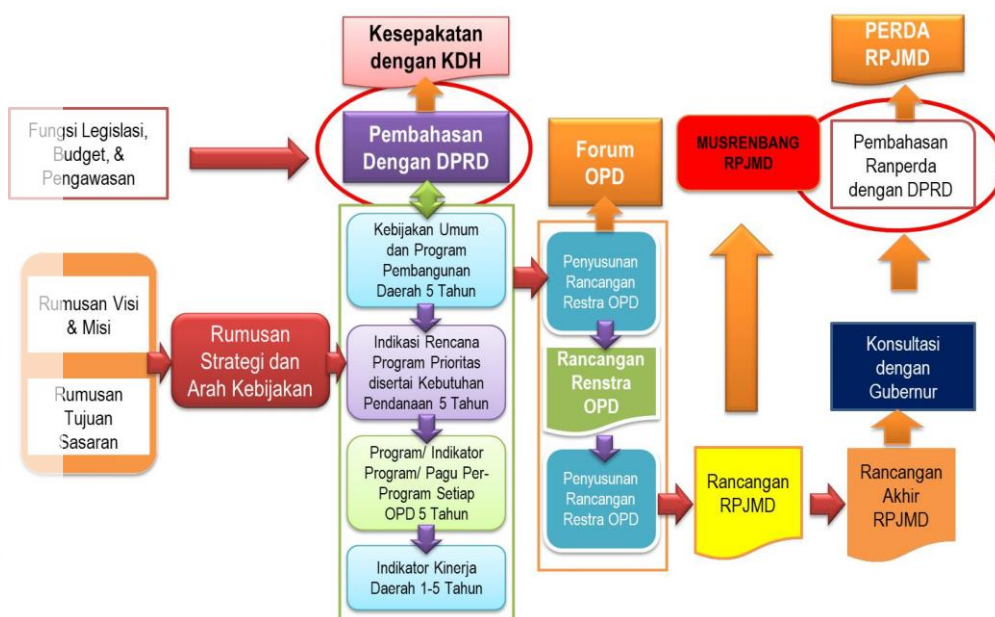 Kesepakatan
dengan KDH
PERDA
RPJMD
Fungsi Legislasi,
Budget, &
Pengawasan
Pembahasan
Dengan DPRD
Forum
OPD
MUSRENBANG
RPJMD
Pembahasan
Ranperda
dengan DPRD
Rumusan Visi
& Misi
Rumusan
Tujuan
Sasaran
Rumusan
Strategi dan
Arah Kebijakan
Kebijakan Umum
dan Program
Pembangunan
Daerah 5 Tahun
Indikasi Rencana
Program Prioritas
disertai Kebutuhan
Pendanaan 5 Tahun
Program/ Indikator
Program/ Pagu Per-
Program Setiap
OPD 5 Tahun
Indikator Kinerja
Daerah 1-5 Tahun
Penyusunan
Rancangan
Restra OPD
Rancangan
Renstra
OPD
Penyusunan
Rancangan
Restra OPD
Rancangan
RPJMD
Konsultasi
dengan
Gubernur
Rancangan
Akhir
RPJMD